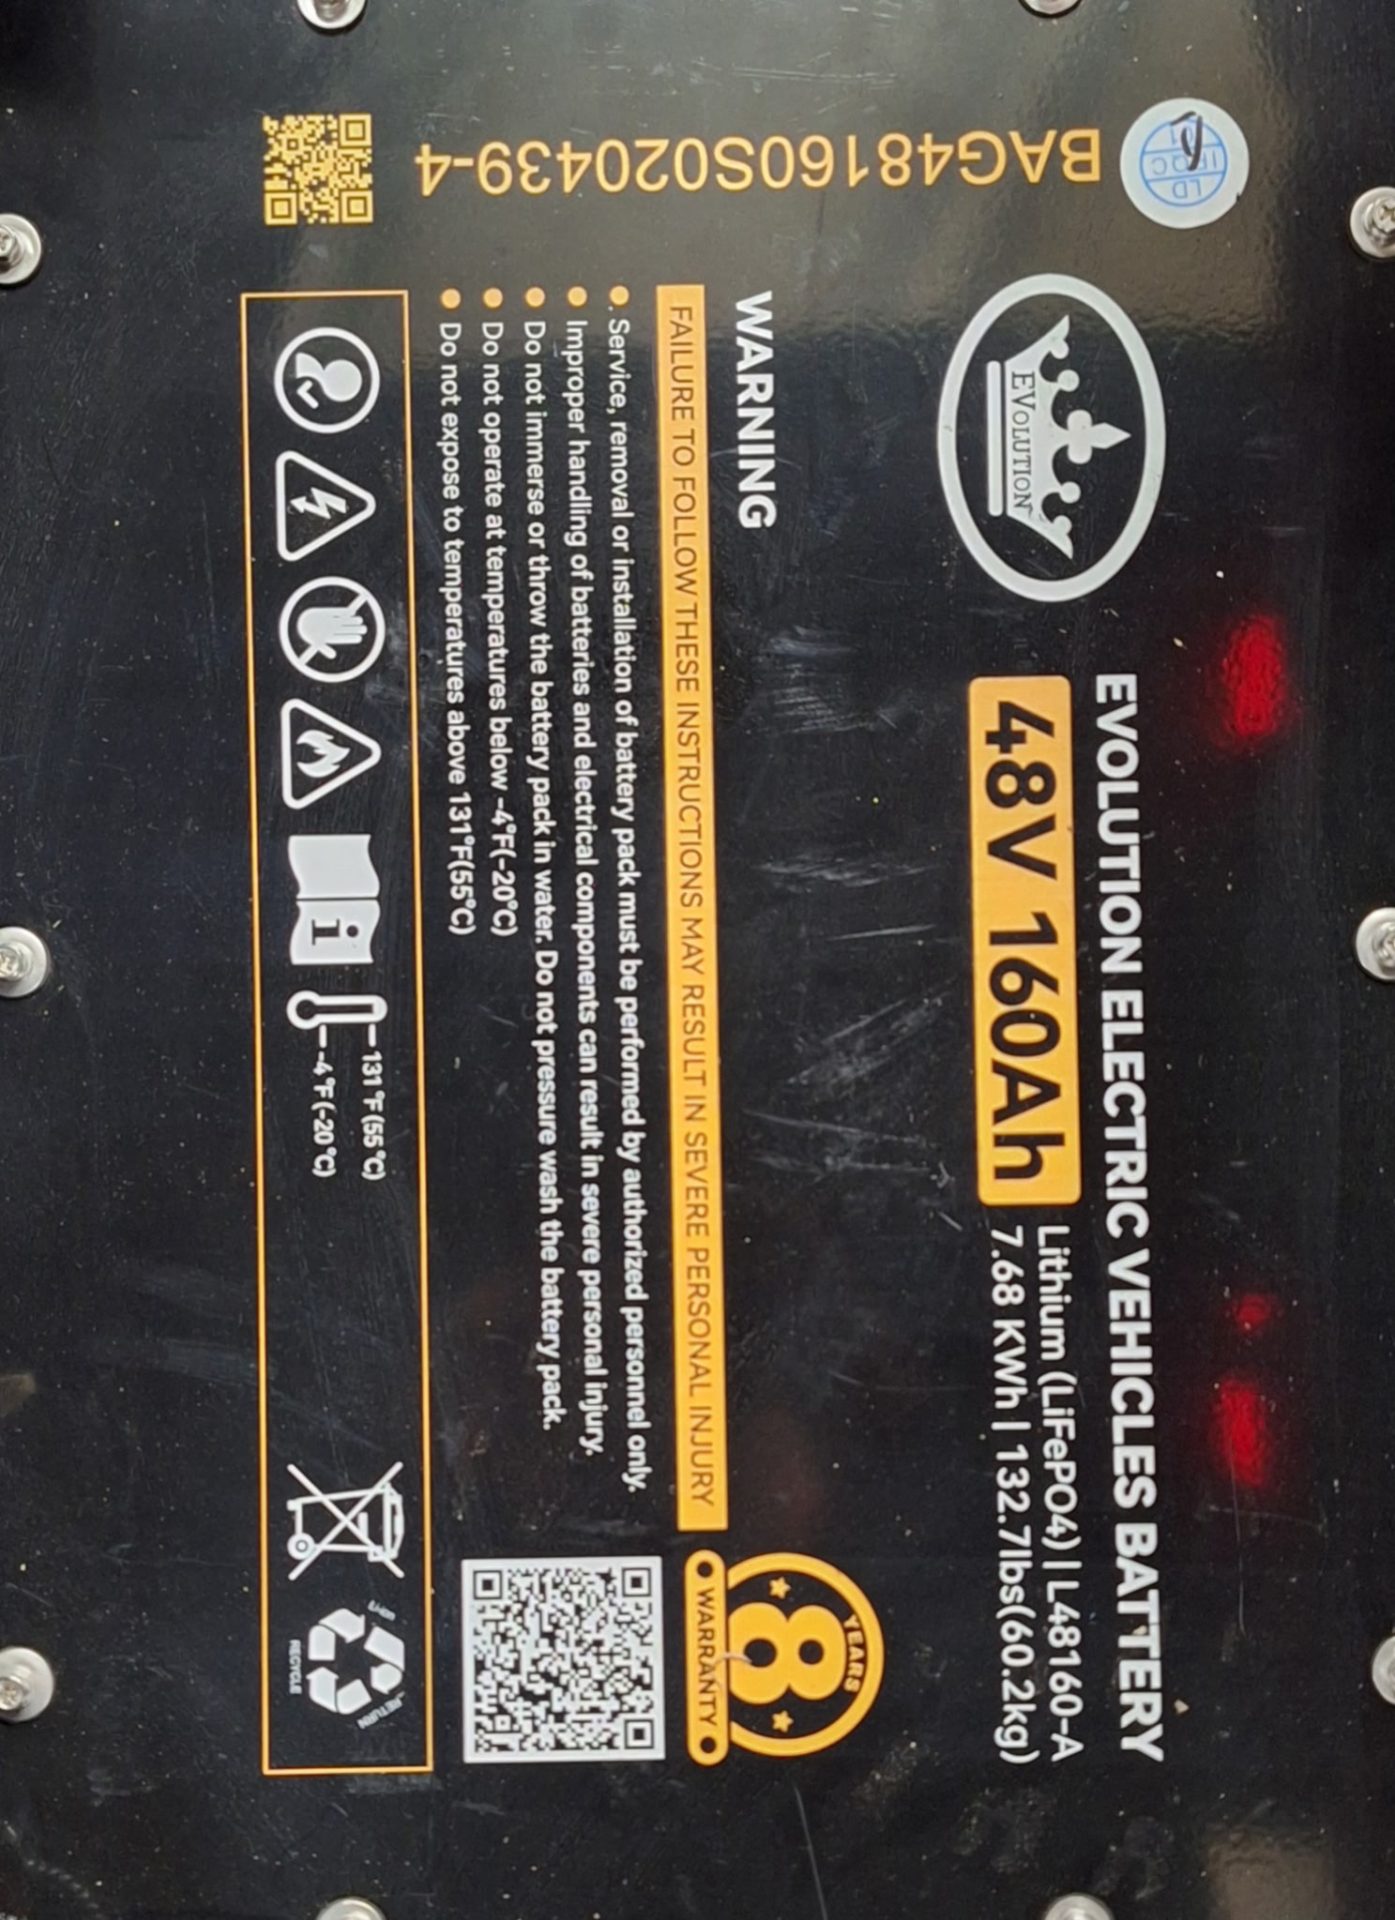 BAG48160S020439-4
EVOLUTION
EVOLUTION ELECTRIC VEHICLES BATTERY
48V 160Ah
Lithium (LiFePO4) | L48160-A
7.68 KWh | 132.7lbs(60.2kg)
WARNING
FAILURE TO FOLLOW THESE INSTRUCTIONS MAY RESULT IN SEVERE PERSONAL INJURY
. Service, removal or installation of battery pack must be performed by authorized personnel only.
Improper handling of batteries and electrical components can result in severe personal injury.
Do not immerse or throw the battery pack in water. Do not pressure wash the battery pack.
Do not operate at temperatures below -4°F(-20°C)
Do not expose to temperatures above 131°F(55°C)
8
YEARS
WARRANTY
i
131°F(55°C)
-4°F(-20°C)
Li-ion
RETURN
RECYCLE
LD